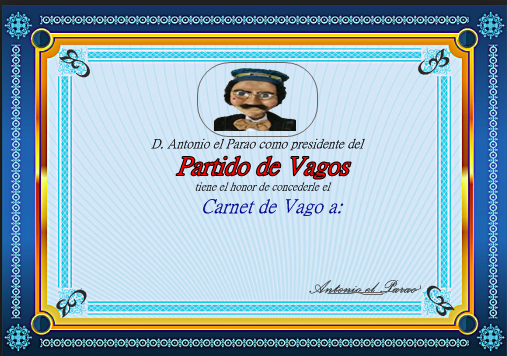 D. Antonio el Parao como presidente del
Partido de Vagos
tiene el honor de concederle el
Carnet de Vago a:
Antonio el Parao